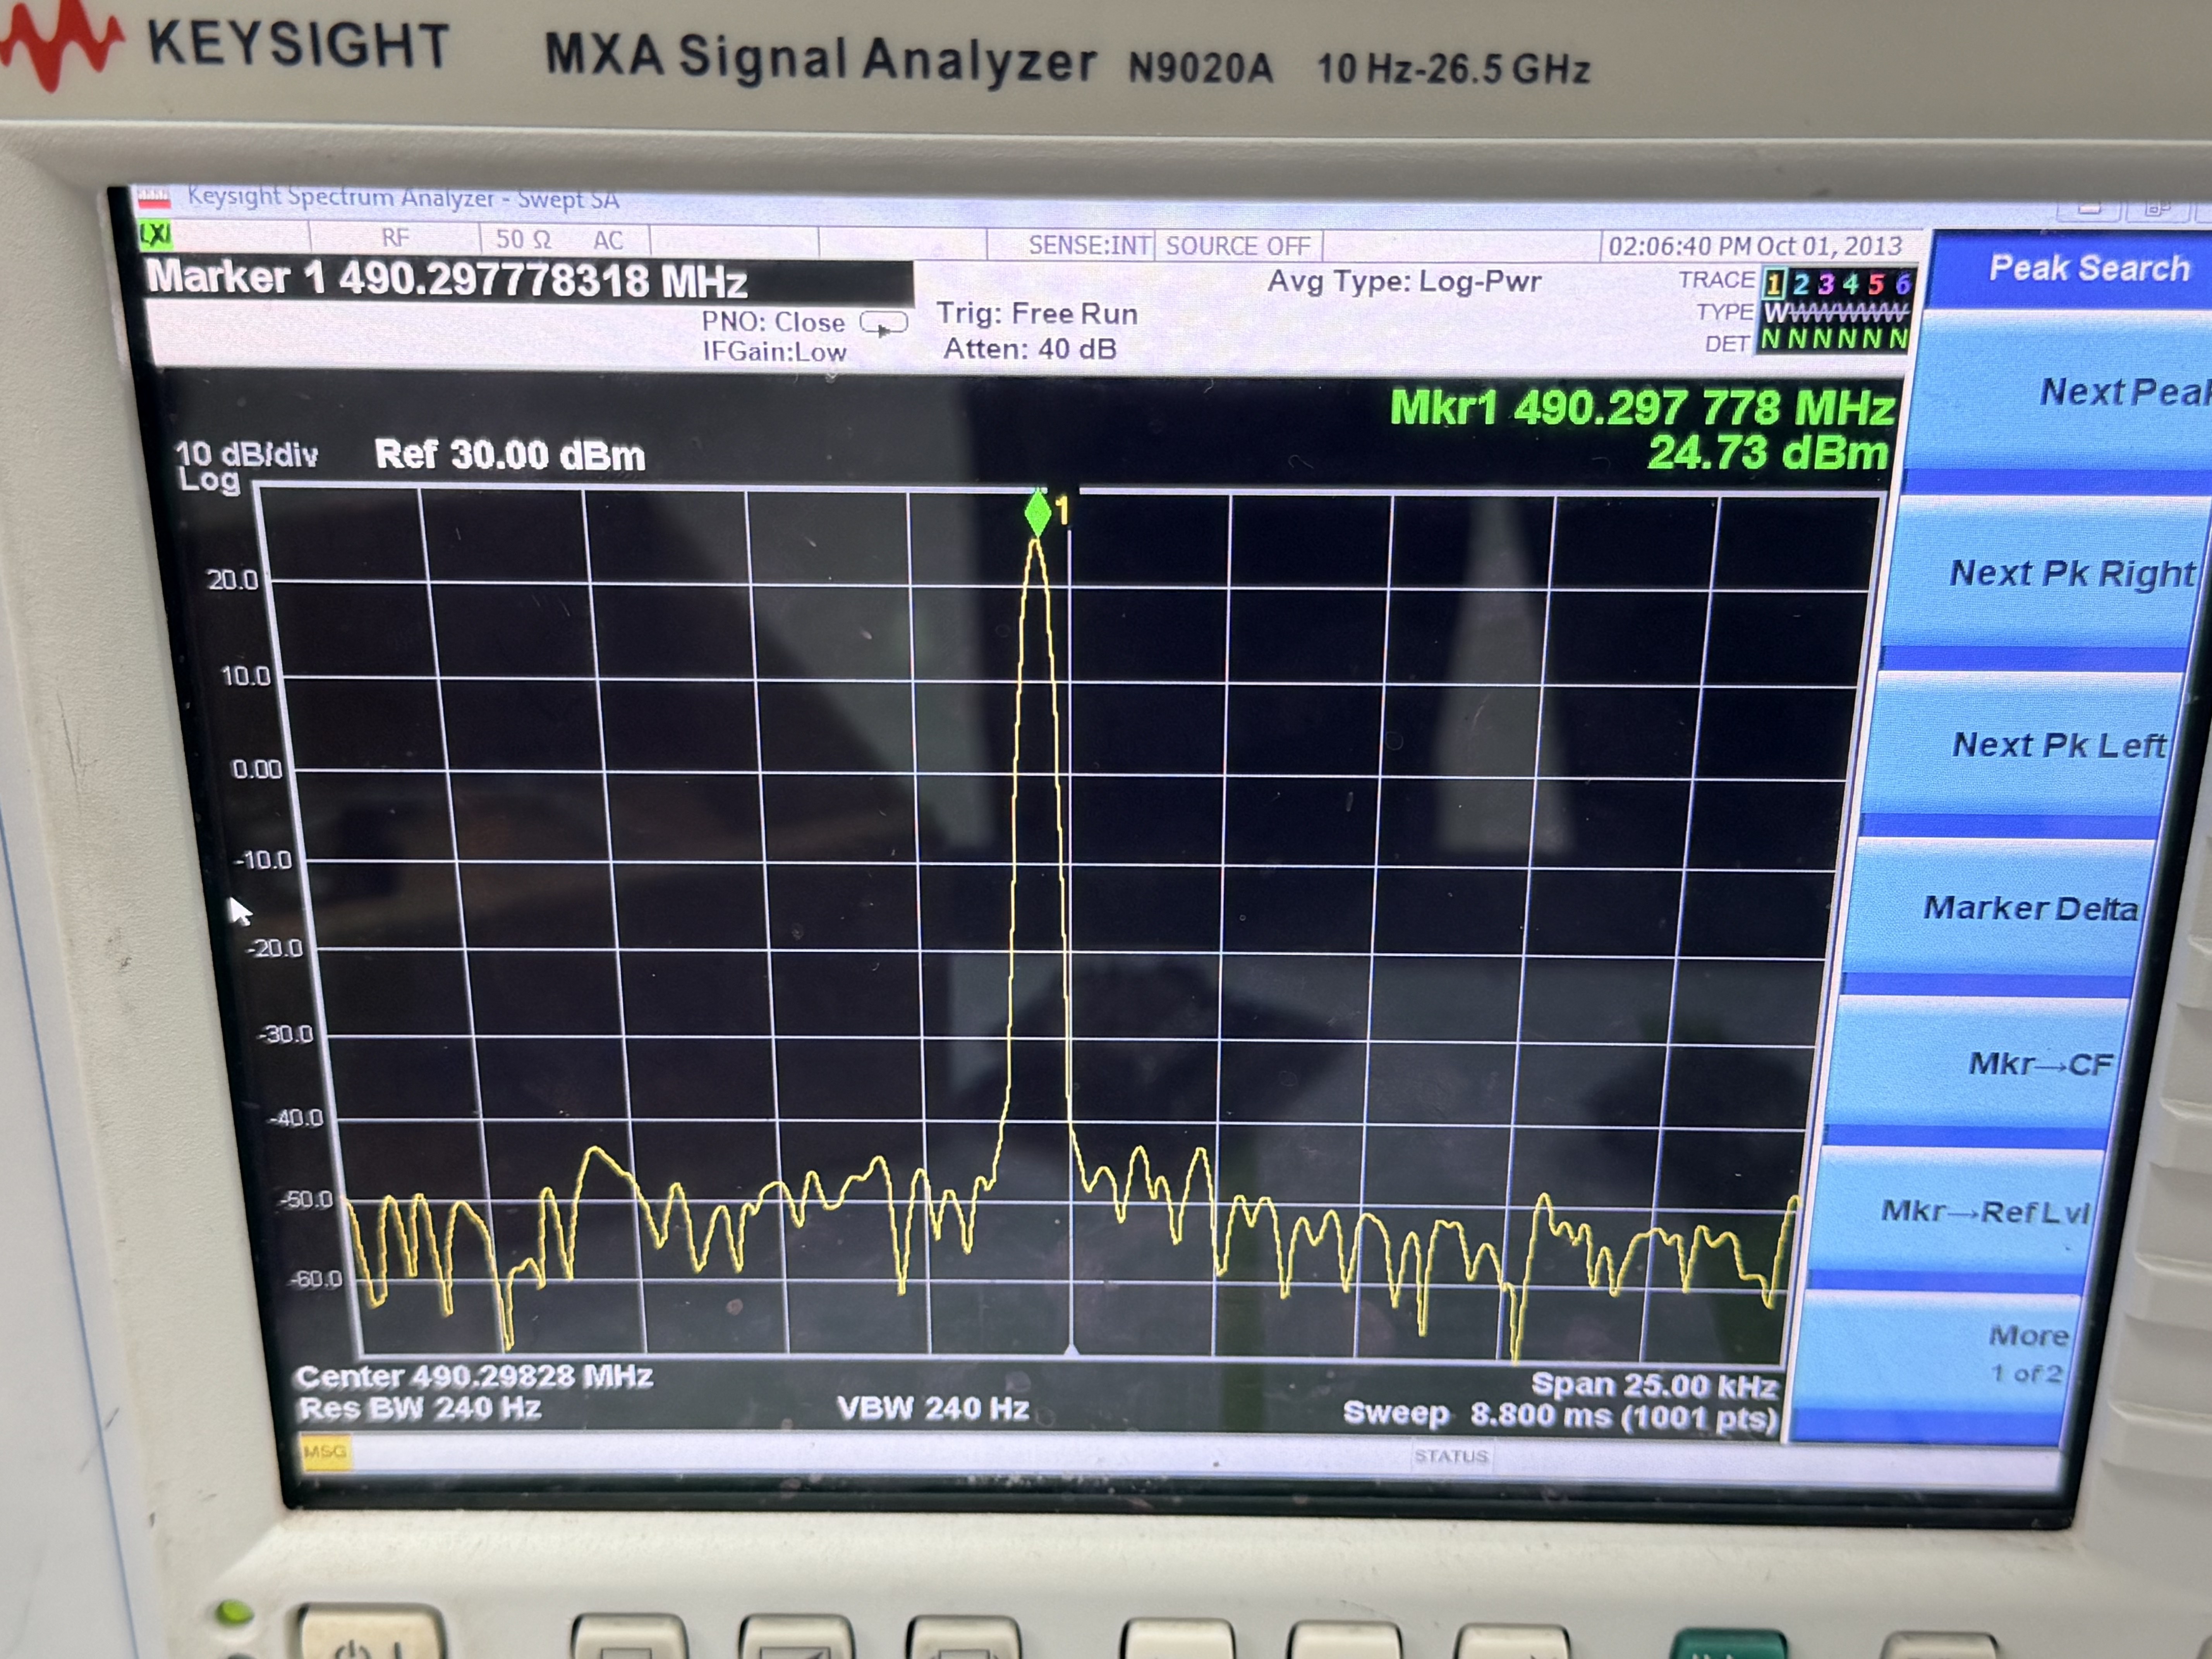 KEYSIGHT MXA Signal Analyzer N9020A 10 Hz-26.5 GHz
Keysight Spectrum Analyzer - Swept SA
LXI RF 50 Ω AC SENSE:INT SOURCE OFF 02:06:40 PM Oct 01, 2013
Marker 1 490.297778318 MHz
PNO: Close
IFGain:Low
Trig: Free Run
Atten: 40 dB
Avg Type: Log-Pwr
TRACE 1 2 3 4 5 6
TYPE WWWWWW
DET N N N N N N
Mkr1 490.297 778 MHz
24.73 dBm
10 dB/div
Log
Ref 30.00 dBm
1
20.0
10.0
0.00
-10.0
-20.0
-30.0
-40.0
-50.0
-60.0
Center 490.29828 MHz
Span 25.00 kHz
Res BW 240 Hz
VBW 240 Hz
Sweep 8.800 ms (1001 pts)
MSG
STATUS
Peak Search
Next Peak
Next Pk Right
Next Pk Left
Marker Delta
Mkr→CF
Mkr→Ref Lvl
More
1 of 2